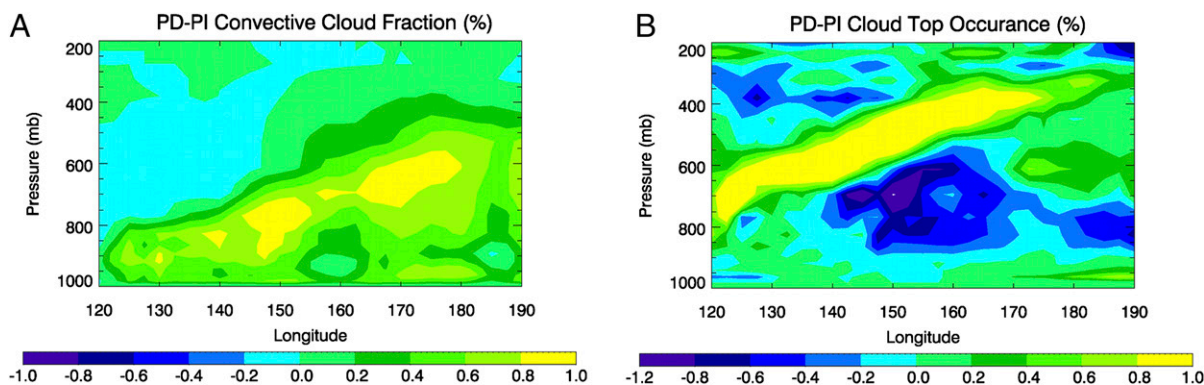 A
PD-PI Convective Cloud Fraction (%)
200
400
600
800
1000
Pressure (mb)
120 130 140 150 160 170 180 190
Longitude
-1.0 -0.8 -0.6 -0.4 -0.2 0.0 0.2 0.4 0.6 0.8 1.0
B
PD-PI Cloud Top Occurance (%)
200
400
600
800
1000
Pressure (mb)
120 130 140 150 160 170 180 190
Longitude
-1.2 -0.8 -0.6 -0.4 -0.2 0.0 0.2 0.4 0.6 0.8 1.0